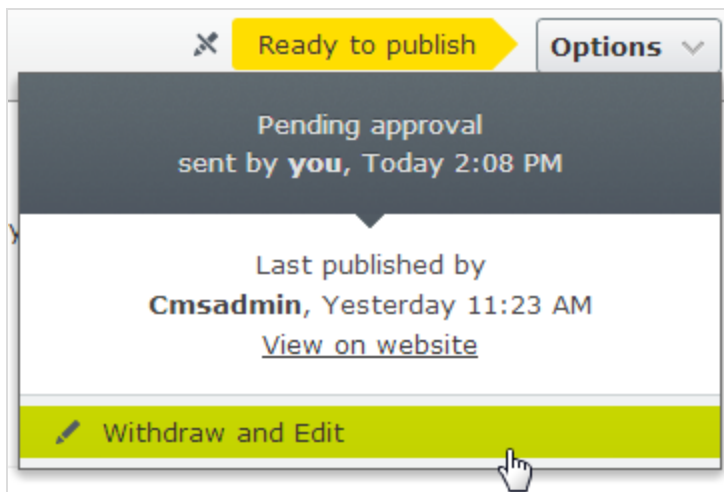 Ready to publish
Options
Pending approval
sent by you, Today 2:08 PM
Last published by
Cmsadmin, Yesterday 11:23 AM
View on website
Withdraw and Edit